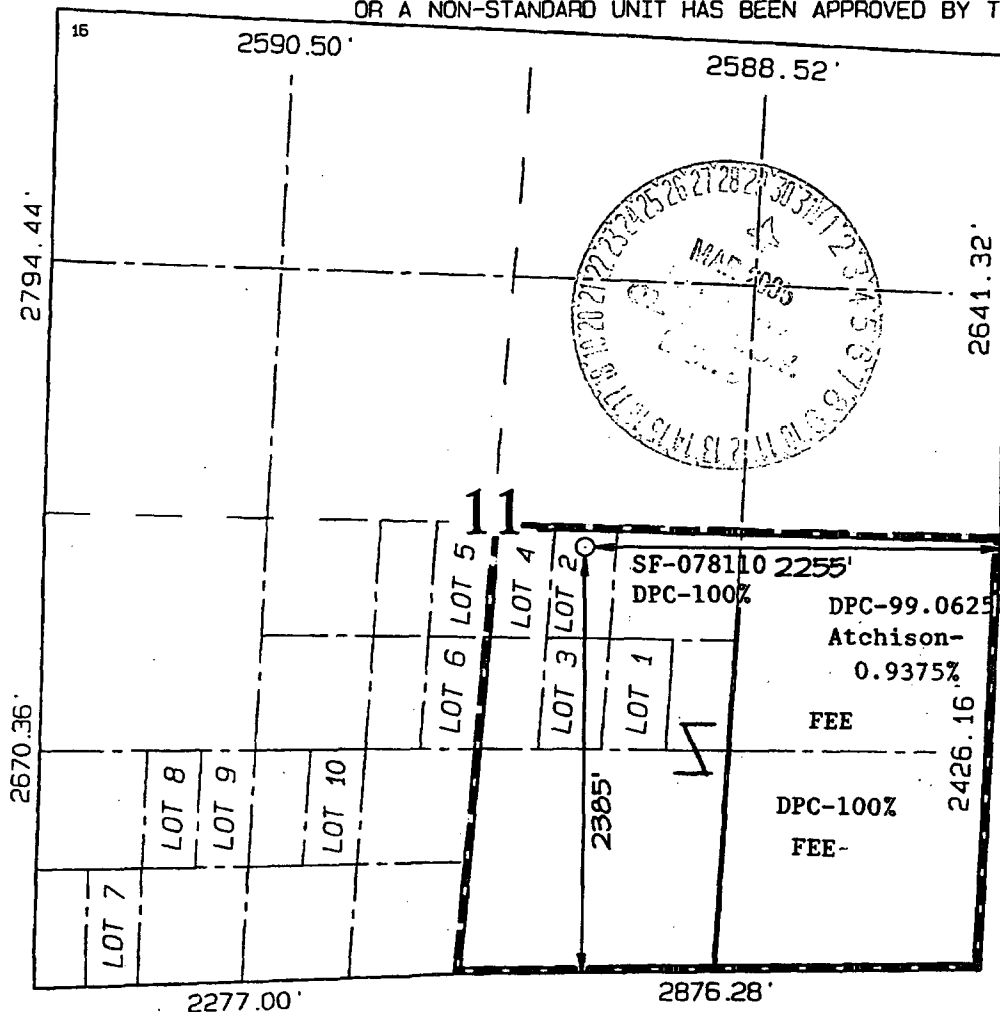 OR A NON-STANDARD UNIT HAS BEEN APPROVED BY T
16
2590.50'
2588.52'
2794.44'
2641.32'
11
LOT 5
LOT 4
LOT 2
SF-078110 2255'
DPC-100%
DPC-99.0625
Atchison-
0.9375%
LOT 6
LOT 3
LOT 1
FEE
2670.36'
2426.16'
LOT 8
LOT 9
LOT 10
2385'
DPC-100%
FEE-
LOT 7
2277.00'
2876.28'